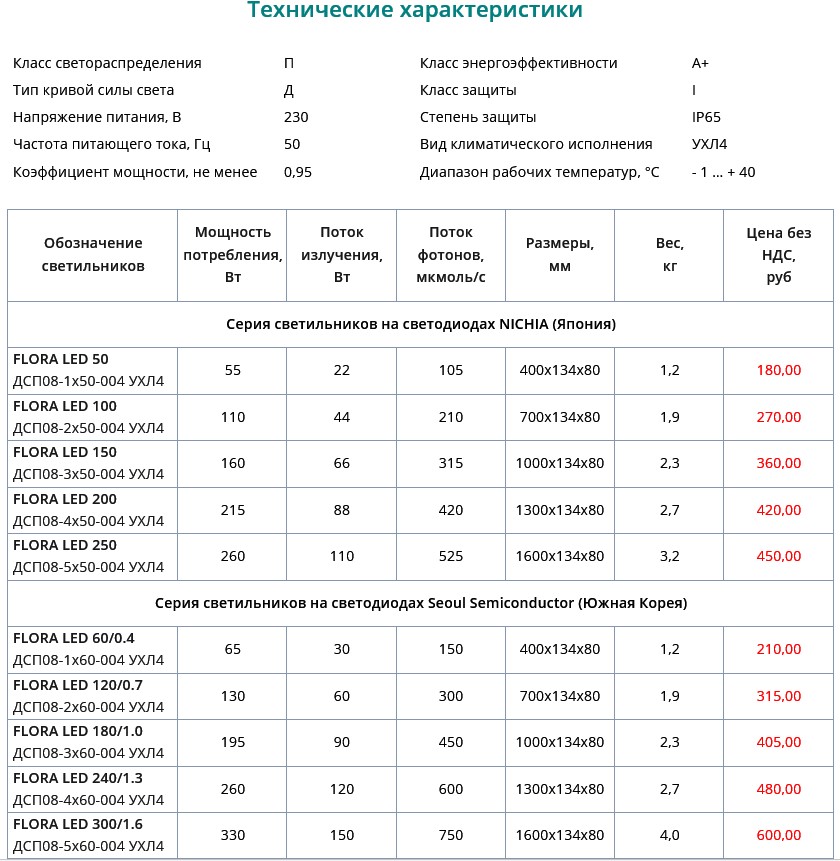 Технические характеристики
Класс светораспределения П Класс энергоэффективности А+
Тип кривой силы света Д Класс защиты I
Напряжение питания, В 230 Степень защиты IP65
Частота питающего тока, Гц 50 Вид климатического исполнения УХЛ4
Коэффициент мощности, не менее 0,95 Диапазон рабочих температур, °С - 1 ... + 40
Обозначение светильников Мощность потребления, Вт Поток излучения, Вт Поток фотонов, мкмоль/с Размеры, мм Вес, кг Цена без НДС, руб
Серия светильников на светодиодах NICHIA (Япония)
FLORA LED 50
ДСП08-1х50-004 УХЛ4 55 22 105 400х134х80 1,2 180,00
FLORA LED 100
ДСП08-2х50-004 УХЛ4 110 44 210 700х134х80 1,9 270,00
FLORA LED 150
ДСП08-3х50-004 УХЛ4 160 66 315 1000х134х80 2,3 360,00
FLORA LED 200
ДСП08-4х50-004 УХЛ4 215 88 420 1300х134х80 2,7 420,00
FLORA LED 250
ДСП08-5х50-004 УХЛ4 260 110 525 1600х134х80 3,2 450,00
Серия светильников на светодиодах Seoul Semiconductor (Южная Корея)
FLORA LED 60/0.4
ДСП08-1х60-004 УХЛ4 65 30 150 400х134х80 1,2 210,00
FLORA LED 120/0.7
ДСП08-2х60-004 УХЛ4 130 60 300 700х134х80 1,9 315,00
FLORA LED 180/1.0
ДСП08-3х60-004 УХЛ4 195 90 450 1000х134х80 2,3 405,00
FLORA LED 240/1.3
ДСП08-4х60-004 УХЛ4 260 120 600 1300х134х80 2,7 480,00
FLORA LED 300/1.6
ДСП08-5х60-004 УХЛ4 330 150 750 1600х134х80 4,0 600,00